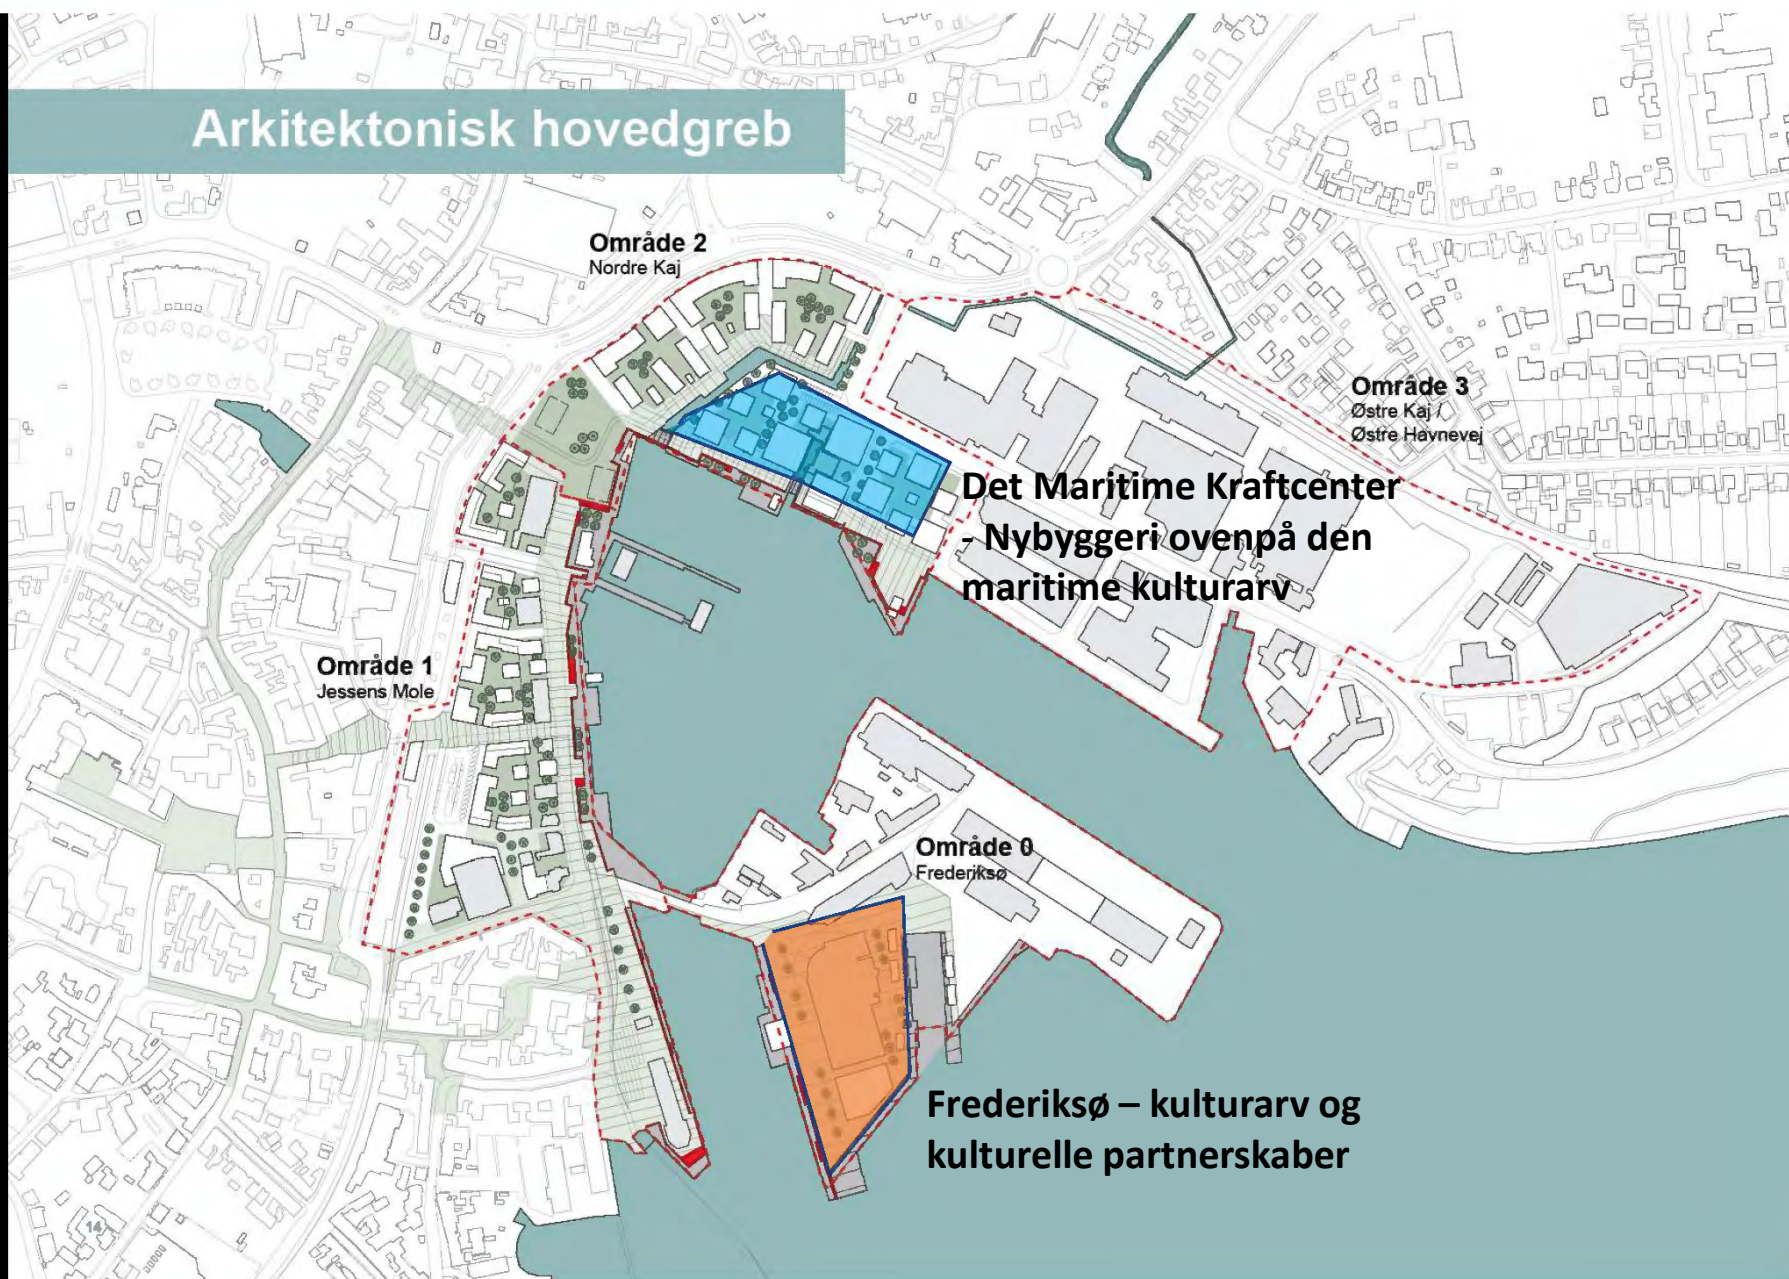 Arkitektonisk hovedgreb
Område 2
Nordre Kaj
Område 3
Østre Kaj /
Østre Havnevej
Det Maritime Kraftcenter
- Nybyggeri ovenpå den
maritime kulturarv
Område 1
Jessens Mole
Område 0
Frederiksø
Frederiksø – kulturarv og
kulturelle partnerskaber
14